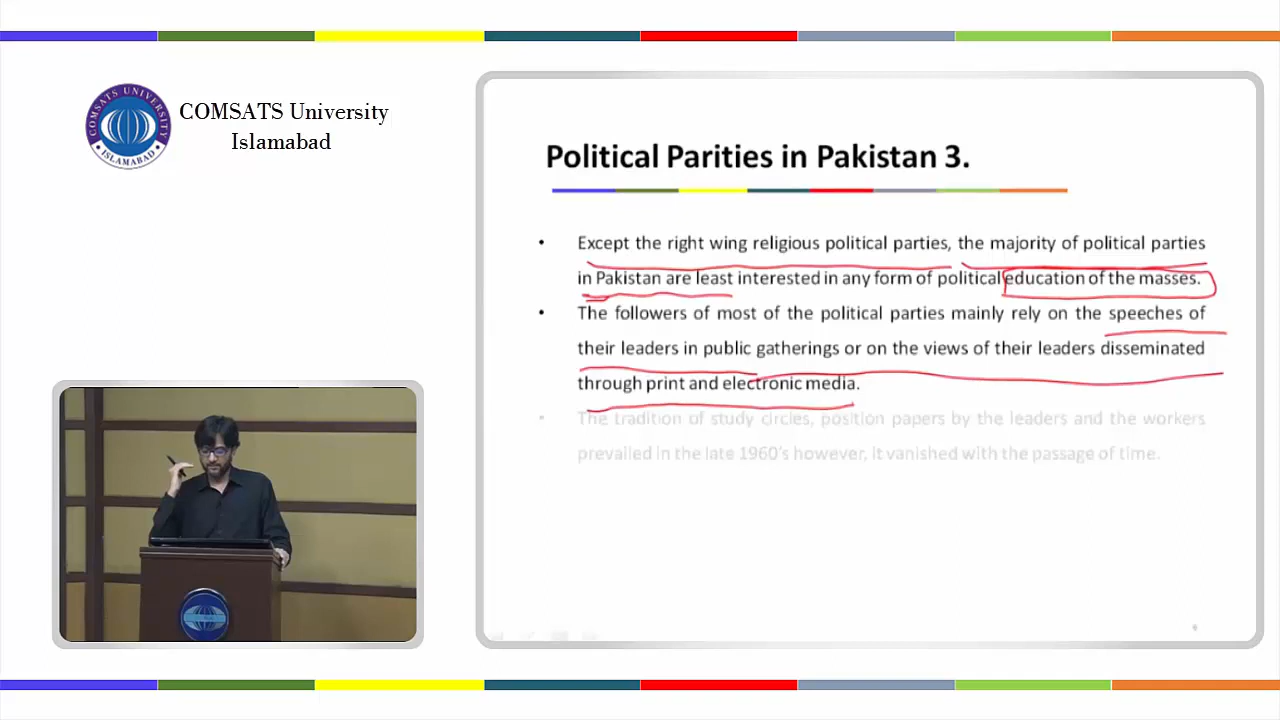 COMSATS UNIVERSITY
ISLAMABAD
COMSATS University
Islamabad
Political Parities in Pakistan 3.
• Except the right wing religious political parties, the majority of political parties
in Pakistan are least interested in any form of political education of the masses.
• The followers of most of the political parties mainly rely on the speeches of
their leaders in public gatherings or on the views of their leaders disseminated
through print and electronic media.
• The tradition of study circles, position papers by the leaders and the workers
prevailed in the late 1960's however, it vanished with the passage of time.